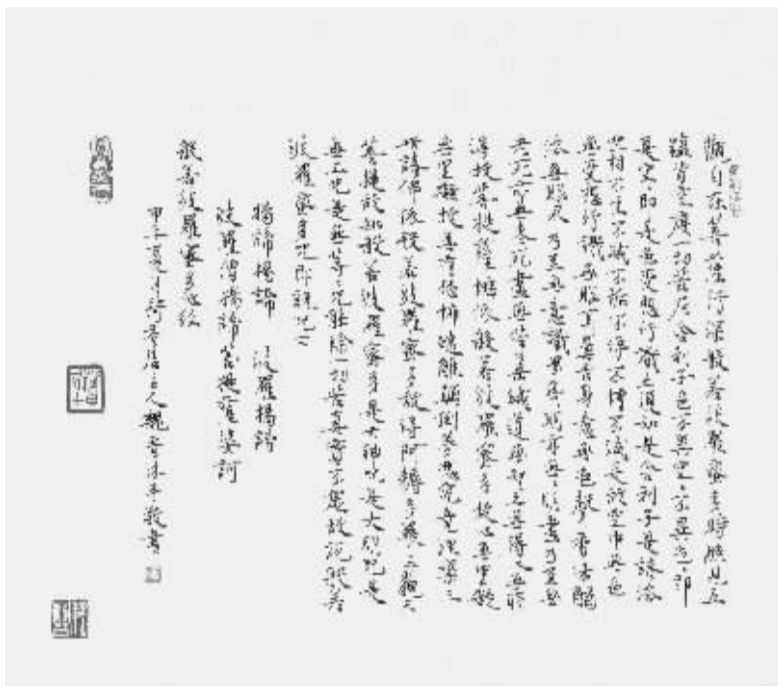 觀自在菩薩行深般若波羅蜜多時照見五
蘊皆空度一切苦厄舍利子色不異空〻不異色〻即
是空〻即是色受想行識亦復如是舍利子是諸法
空相不生不滅不垢不淨不增不減是故空中無色
無受想行識無眼耳鼻舌身意無色聲香味觸
法無眼界乃至無意識界無無明亦無〻明盡乃至無
老死亦無老死盡無苦集滅道無智亦無得以無所
得故菩提薩埵依般若波羅蜜多故心無罣礙
無罣礙故無有恐怖遠離顛倒夢想究竟涅槃三
世諸佛依般若波羅蜜多故得阿耨多羅三藐三
菩提故知般若波羅蜜多是大神咒是大明咒是
無上咒是無等〻咒能除一切苦真實不虛故說般若
波羅蜜多咒即說咒曰
揭諦揭諦 波羅揭諦
波羅僧揭諦菩提薩婆訶
般若波羅蜜多心經
甲午夏月 主人魏 敬書